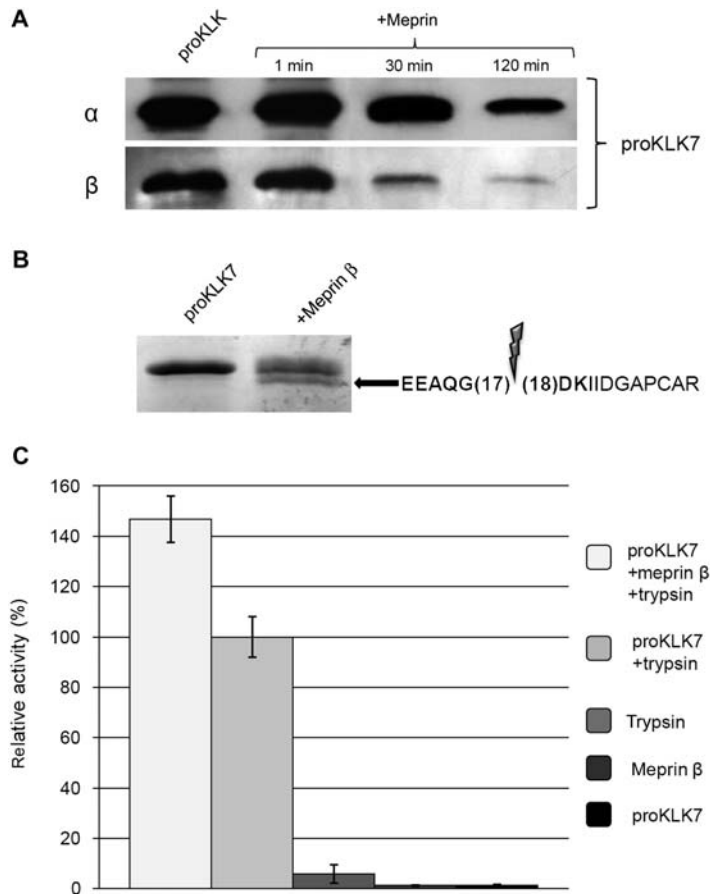 A
proKLK
+Meprin
1 min 30 min 120 min
α
β
proKLK7
B
proKLK7
+Meprin β
EEAQG(17) (18)DKIIDGAPCAR
C
Relative activity (%)
160
140
120
100
80
60
40
20
0
proKLK7
+meprin β
+trypsin
proKLK7
+trypsin
Trypsin
Meprin β
proKLK7